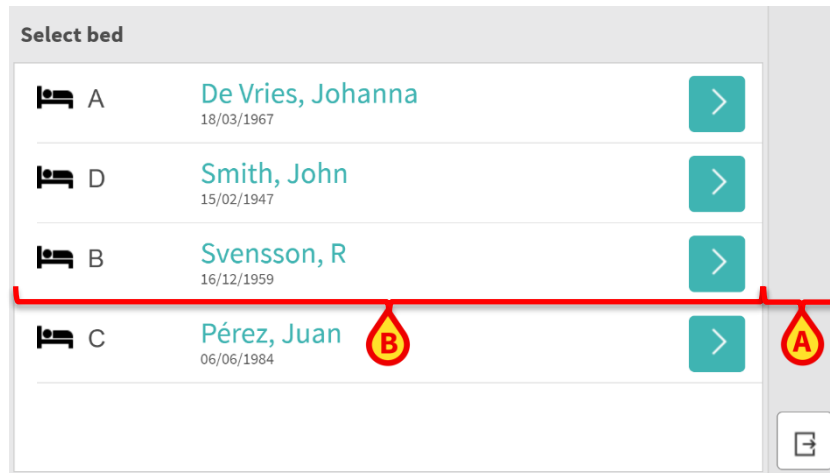 Select bed
A De Vries, Johanna
18/03/1967
D Smith, John
15/02/1947
B Svensson, R
16/12/1959
C Pérez, Juan
06/06/1984
B
A